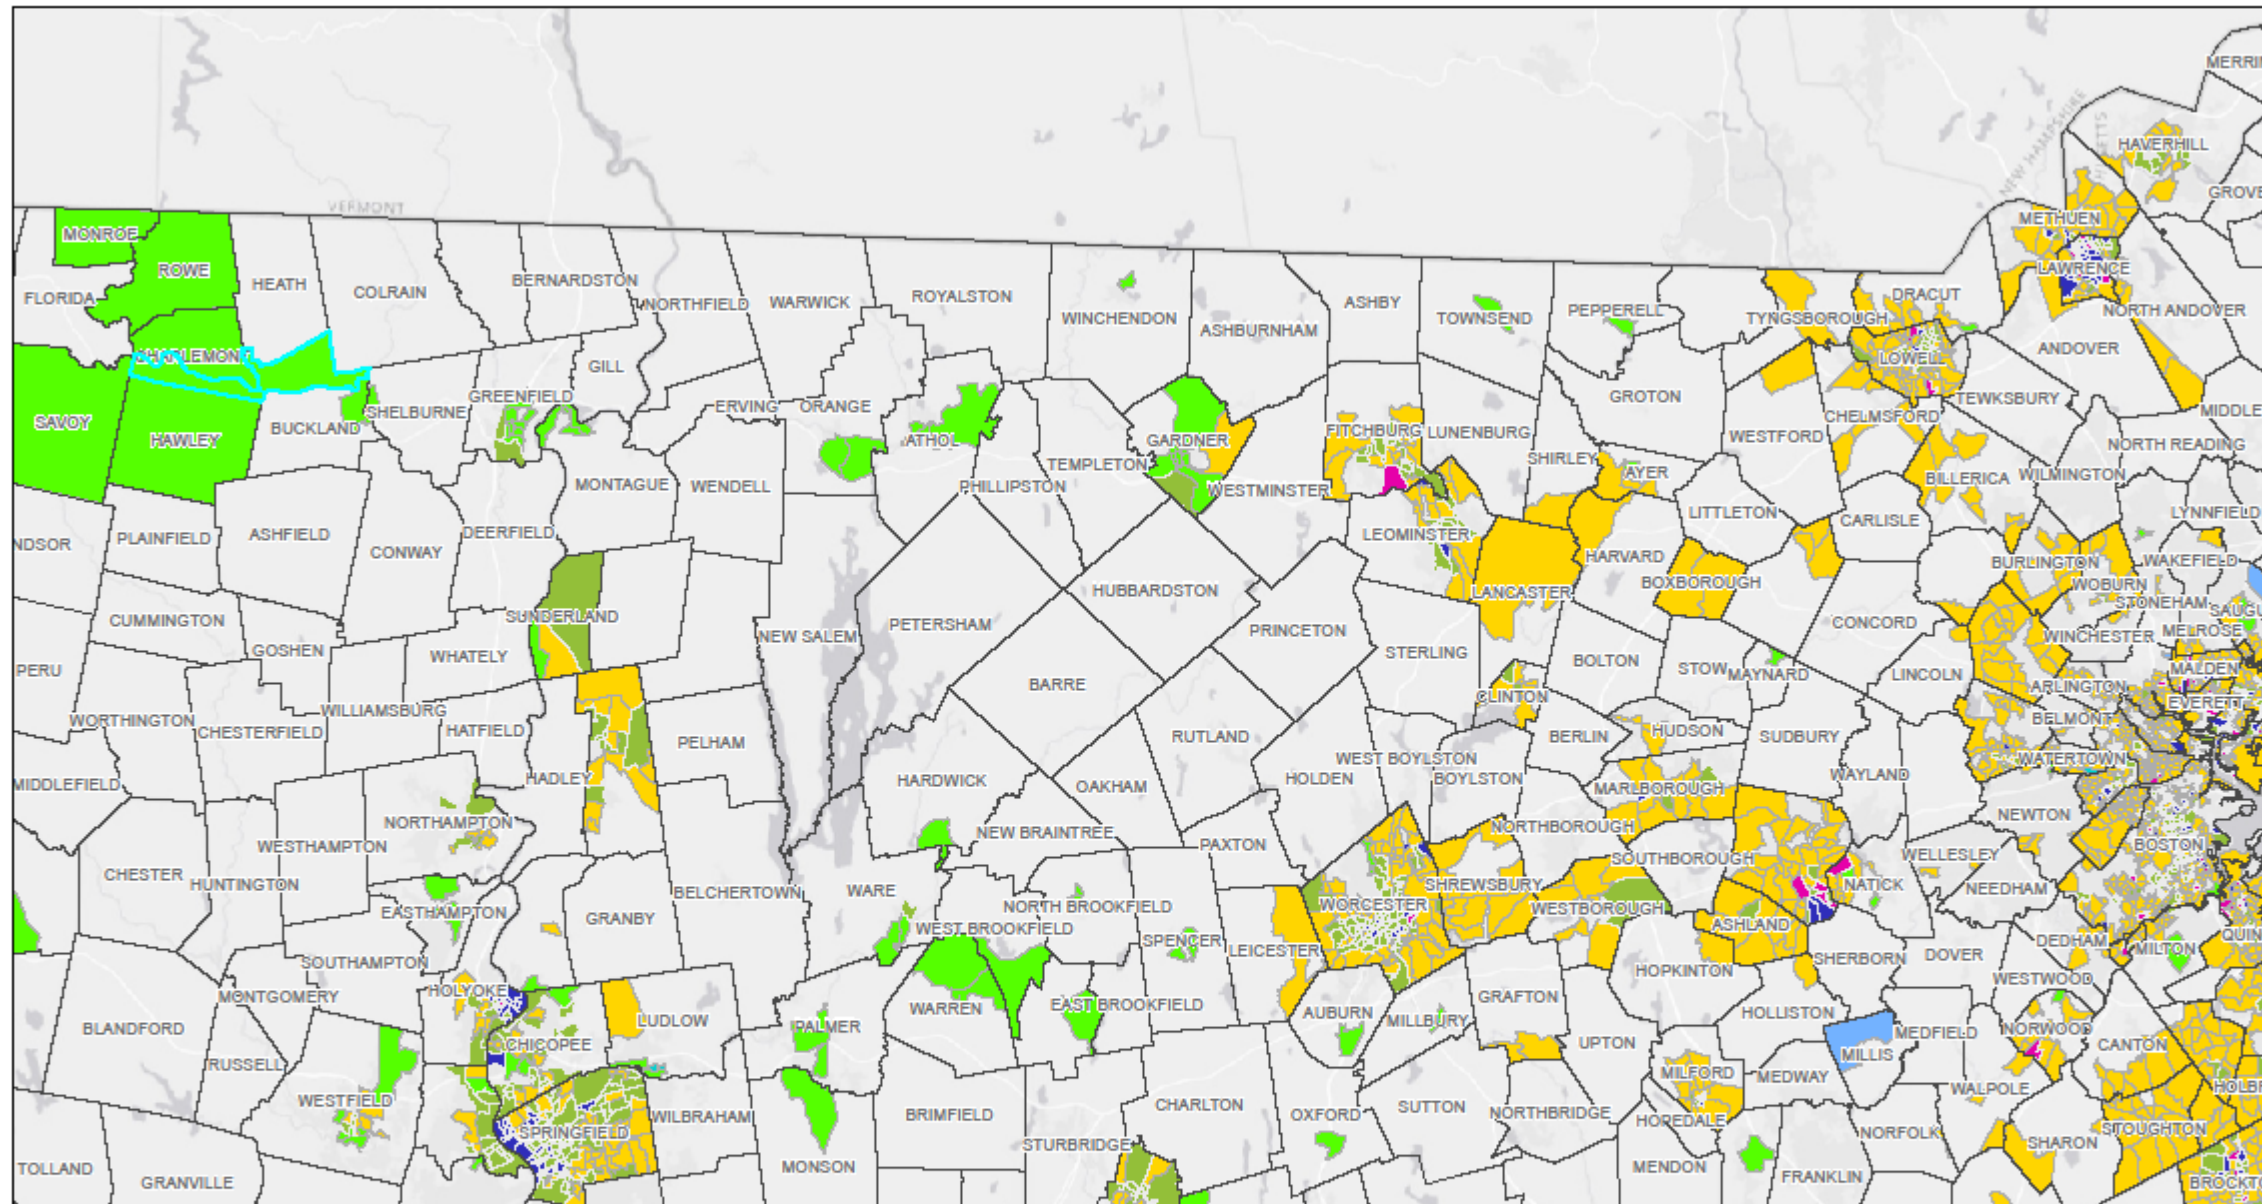 MERRI
HAVERHILL
NEW HAMPSHIRE
GROVE
VERMONT
MONROE
METHUEN
ROWE
HEATH
BERNARDSTON
LAWRENCE
FLORIDA
COLRAIN
NORTHFIELD
WARWICK
ROYALSTON
WINCHENDON
ASHBURNHAM
ASHBY
TOWNSEND
PEPPERELL
TYNGSBOROUGH
DRACUT
NORTH ANDOVER
CHARLEMONT
LOWELL
ANDOVER
GILL
GREENFIELD
SHELBURNE
ERVING
ORANGE
GROTON
TEWKSBURY
MIDDLE
SAVOY
HAWLEY
BUCKLAND
ATHOL
GARDNER
FITCHBURG
LUNENBURG
CHELMSFORD
WESTFORD
NORTH READING
TEMPLETON
SHIRLEY
AYER
BILLERICA
WILMINGTON
MONTAGUE
WENDELL
PHILLIPSTON
WESTMINSTER
LITTLETON
CARLISLE
LYNNFIELD
NDSOR
PLAINFIELD
ASHFIELD
CONWAY
DEERFIELD
LEOMINSTER
HARVARD
BURLINGTON
WAKEFIELD
HUBBARDSTON
LANCASTER
BOXBOROUGH
WOBURN
STONEHAM
SAUGU
CUMMINGTON
SUNDERLAND
PETERSHAM
PRINCETON
CONCORD
WINCHESTER
MELROSE
GOSHEN
WHATELY
NEW SALEM
STERLING
BOLTON
STOW
MAYNARD
LINCOLN
MALDEN
PERU
BARRE
CLINTON
ARLINGTON
EVERETT
WORTHINGTON
CHESTERFIELD
WILLIAMSBURG
HATFIELD
PELHAM
RUTLAND
WEST BOYLSTON
BERLIN
HUDSON
SUDBURY
BELMONT
MIDDLEFIELD
HADLEY
HARDWICK
OAKHAM
HOLDEN
BOYLSTON
MARLBOROUGH
WAYLAND
WATERTOWN
NORTHAMPTON
NEW BRAINTREE
NORTHBOROUGH
NEWTON
WESTHAMPTON
PAXTON
SOUTHBOROUGH
WELLESLEY
BOSTON
CHESTER
HUNTINGTON
BELCHERTOWN
WARE
NORTH BROOKFIELD
SHREWSBURY
NATICK
NEEDHAM
EASTHAMPTON
GRANBY
WEST BROOKFIELD
WORCESTER
WESTBOROUGH
ASHLAND
SPENCER
LEICESTER
DEDHAM
MILTON
QUIN
SOUTHAMPTON
HOPKINTON
SHERBORN
DOVER
WESTWOOD
MONTGOMERY
HOLYOKE
WARREN
EAST BROOKFIELD
GRAFTON
BLANDFORD
LUDLOW
PALMER
AUBURN
MILLBURY
HOLLISTON
MEDFIELD
NORWOOD
RUSSELL
CHICOPEE
UPTON
MILLIS
CANTON
WESTFIELD
MILFORD
MEDWAY
WALPOLE
HOLBR
WILBRAHAM
BRIMFIELD
CHARLTON
OXFORD
SUTTON
NORTHBRIDGE
HOPEDALE
SPRINGFIELD
STURBRIDGE
NORFOLK
SHARON
STOUGHTON
TOLLAND
GRANVILLE
MONSON
MENDON
FRANKLIN
BROCKT